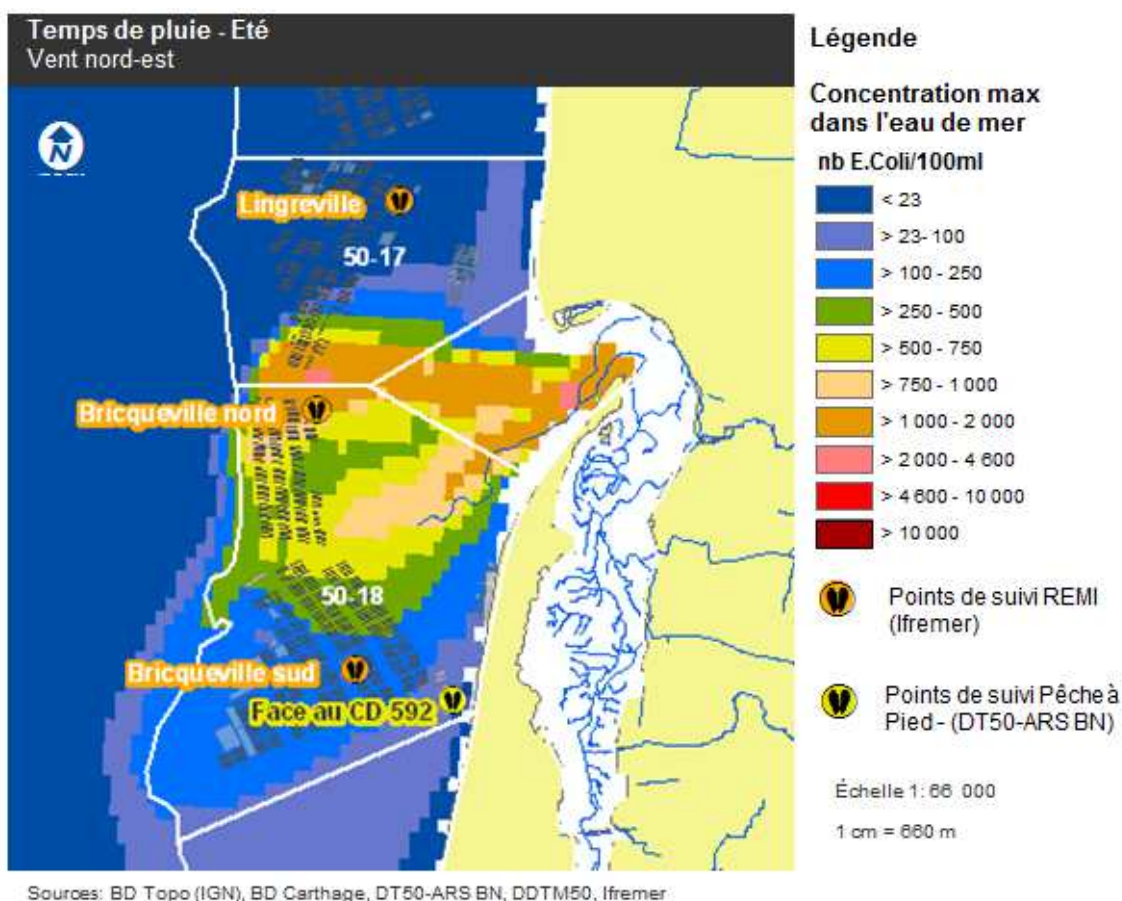 Temps de pluie - Eté
Vent nord-est
N
Lingreville
50-17
Bricqueville nord
50-18
Bricqueville sud
Face au CD 592
Légende
Concentration max
dans l'eau de mer
nb E.Coli/100ml
< 23
> 23- 100
> 100 - 250
> 250 - 500
> 500 - 750
> 750 - 1 000
> 1 000 - 2 000
> 2 000 - 4 600
> 4 600 - 10 000
> 10 000
Points de suivi REMI
(Ifremer)
Points de suivi Pêche à
Pied - (DT50-ARS BN)
Échelle 1: 66 000
1 cm = 660 m
Sources: BD Topo (IGN), BD Carthage, DT50-ARS BN, DDTM50, Ifremer